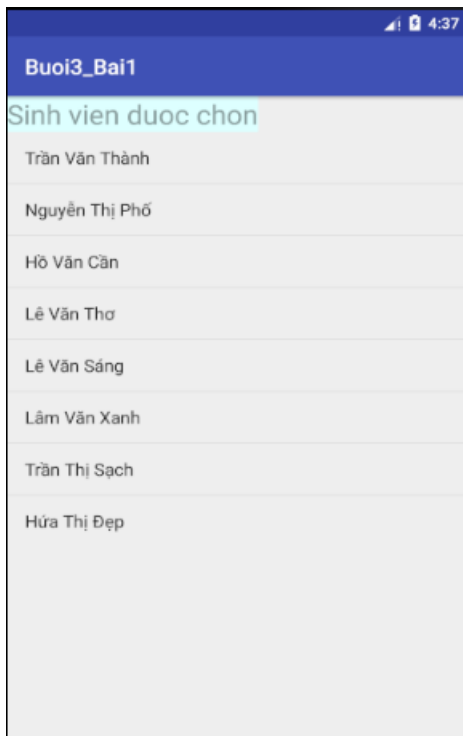 4:37
Buoi3_Bai1
Sinh vien duoc chon
Trần Văn Thành
Nguyễn Thị Phố
Hồ Văn Cần
Lê Văn Thơ
Lê Văn Sáng
Lâm Văn Xanh
Trần Thị Sạch
Hứa Thị Đẹp